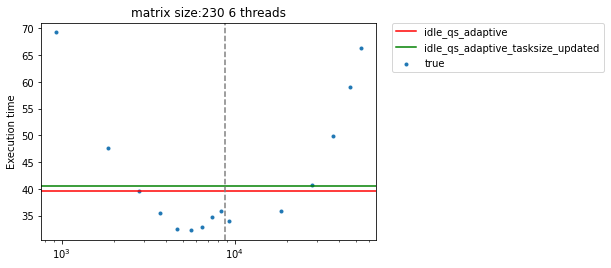 matrix size:230 6 threads
idle_qs_adaptive
idle_qs_adaptive_tasksize_updated
true
Execution time
70
65
60
55
50
45
40
35
10³
10⁴